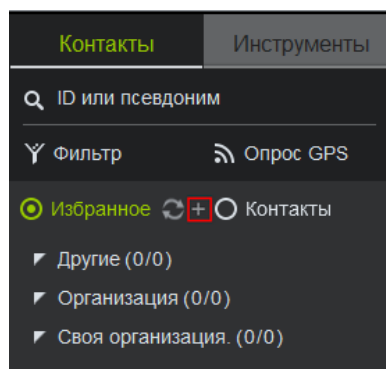 Контакты Инструменты
ID или псевдоним
Фильтр Опрос GPS
Избранное + Контакты
Другие (0/0)
Организация (0/0)
Своя организация. (0/0)